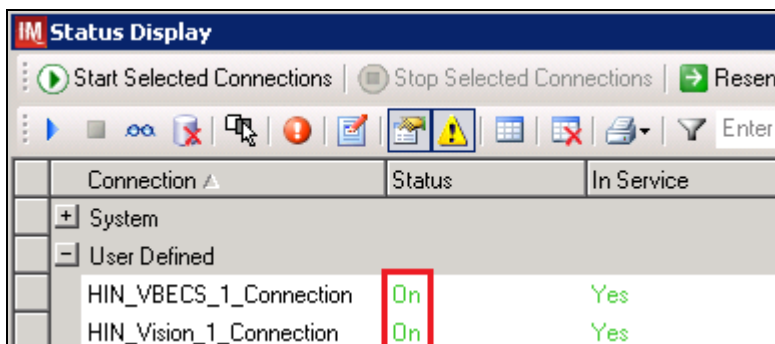 IM Status Display
Start Selected Connections Stop Selected Connections Resen
Enter
Connection Status In Service
System
User Defined
HIN_VBECS_1_Connection On Yes
HIN_Vision_1_Connection On Yes